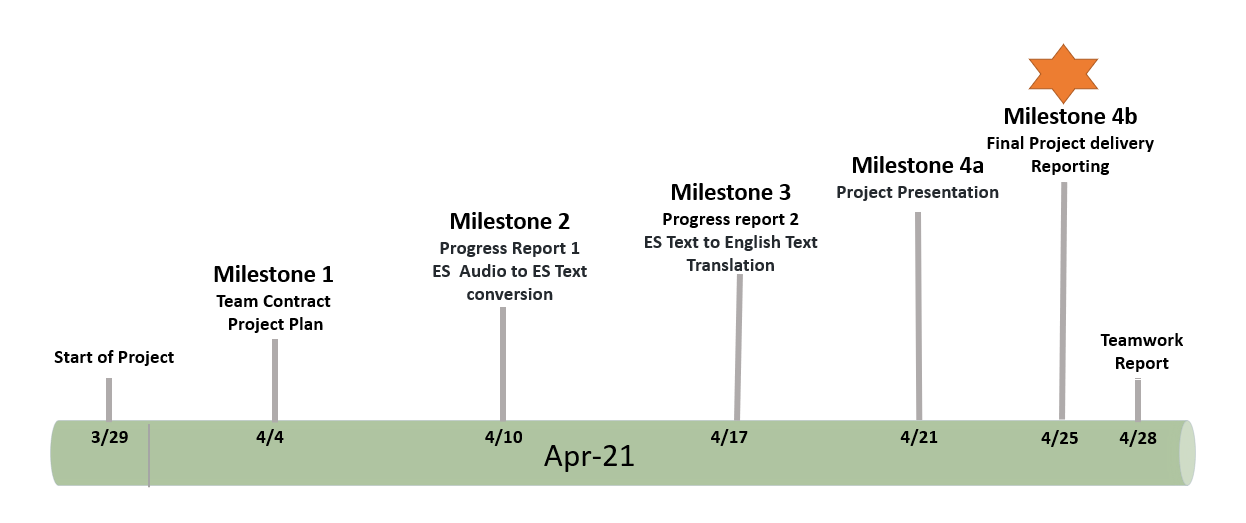 Milestone 4b
Final Project delivery
Reporting
Milestone 4a
Project Presentation
Milestone 3
Progress report 2
ES Text to English Text
Translation
Milestone 2
Progress Report 1
ES  Audio to ES Text
conversion
Milestone 1
Team Contract
Project Plan
Start of Project
Teamwork
Report
3/29
4/4
4/10
4/17
4/21
4/25
4/28
Apr-21